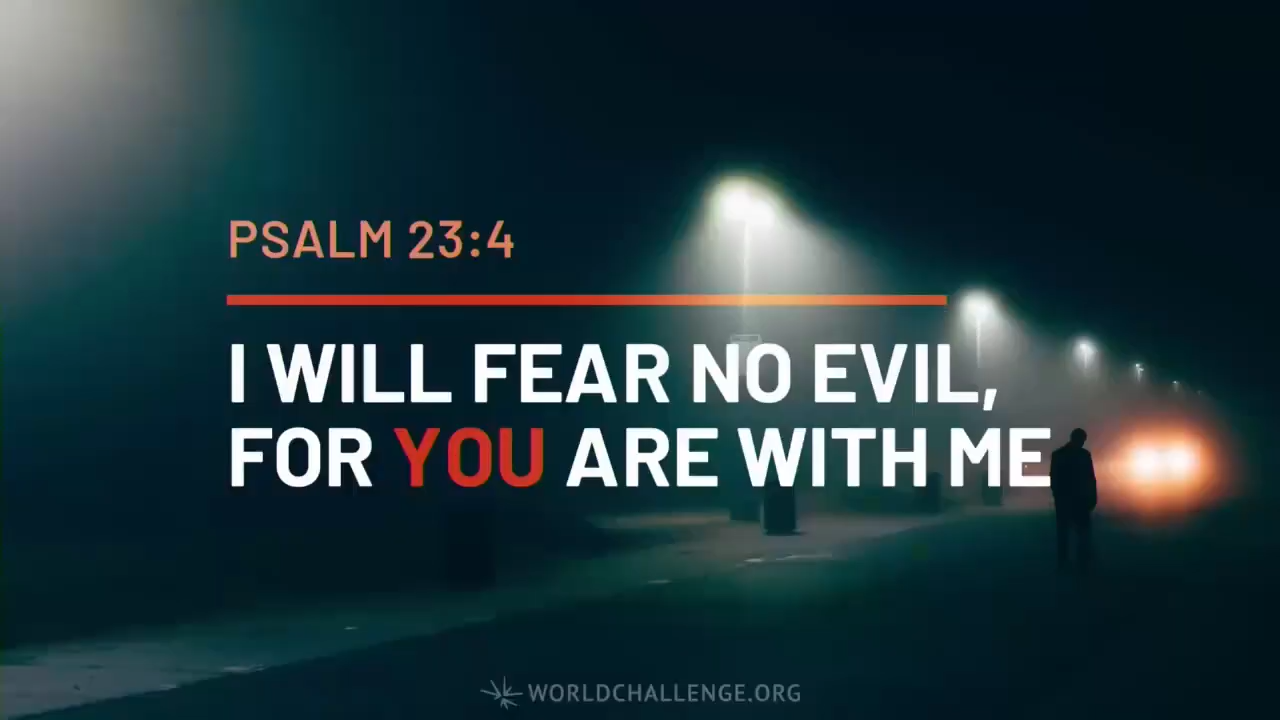 PSALM 23:4
I WILL FEAR NO EVIL,
FOR YOU ARE WITH ME
WORLDCHALLENGE.ORG